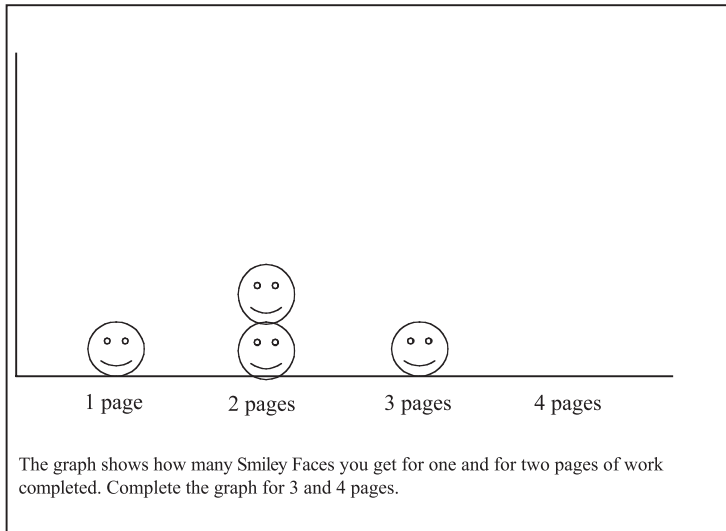 1 page 2 pages 3 pages 4 pages
The graph shows how many Smiley Faces you get for one and for two pages of work
completed. Complete the graph for 3 and 4 pages.